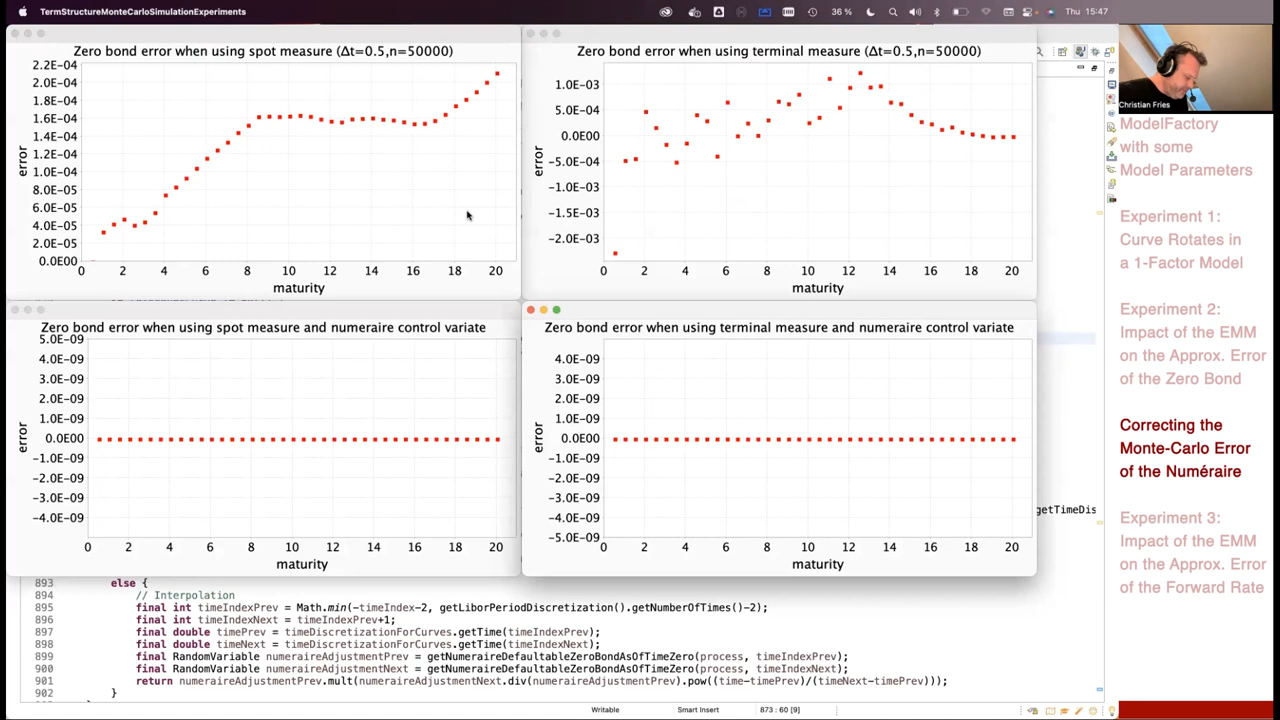 TermStructureMonteCarloSimulationExperiments
36 %
Thu 15:47
Zero bond error when using spot measure (Δt=0.5,n=50000)
2.2E-04
2.0E-04
1.8E-04
1.6E-04
1.4E-04
1.2E-04
1.0E-04
8.0E-05
6.0E-05
4.0E-05
2.0E-05
0.0E00
error
2 4 6 8 10 12 14 16 18 20
maturity
Zero bond error when using terminal measure (Δt=0.5,n=50000)
1.0E-03
5.0E-04
0.0E00
−5.0E-04
−1.0E-03
−1.5E-03
−2.0E-03
error
0 2 4 6 8 10 12 14 16 18 20
maturity
Zero bond error when using spot measure and numeraire control variate
5.0E-09
4.0E-09
3.0E-09
2.0E-09
1.0E-09
0.0E00
−1.0E-09
−2.0E-09
−3.0E-09
−4.0E-09
error
0 2 4 6 8 10 12 14 16 18 20
maturity
Zero bond error when using terminal measure and numeraire control variate
4.0E-09
3.0E-09
2.0E-09
1.0E-09
0.0E00
−1.0E-09
−2.0E-09
−3.0E-09
−4.0E-09
−5.0E-09
error
0 2 4 6 8 10 12 14 16 18 20
maturity
getTimeDis
893 else {
894 // Interpolation
895 final int timeIndexPrev = Math.min(-timeIndex-2, getLiborPeriodDiscretization().getNumberOfTimes()-2);
896 final int timeIndexNext = timeIndexPrev+1;
897 final double timePrev = timeDiscretizationForCurves.getTime(timeIndexPrev);
898 final double timeNext = timeDiscretizationForCurves.getTime(timeIndexNext);
899 final RandomVariable numeraireAdjustmentPrev = getNumeraireDefaultableZeroBondAsOfTimeZero(process, timeIndexPrev);
900 final RandomVariable numeraireAdjustmentNext = getNumeraireDefaultableZeroBondAsOfTimeZero(process, timeIndexNext);
901 return numeraireAdjustmentPrev.mult(numeraireAdjustmentNext.div(numeraireAdjustmentPrev).pow((time-timePrev)/(timeNext-timePrev)));
902 }
Writable
Smart Insert
873 : 60 [9]
Christian Fries
ModelFactory
with some
Model Parameters
Experiment 1:
Curve Rotates in
a 1-Factor Model
Experiment 2:
Impact of the EMM
on the Approx. Error
of the Zero Bond
Correcting the
Monte-Carlo Error
of the Numéraire
Experiment 3:
Impact of the EMM
on the Approx. Error
of the Forward Rate